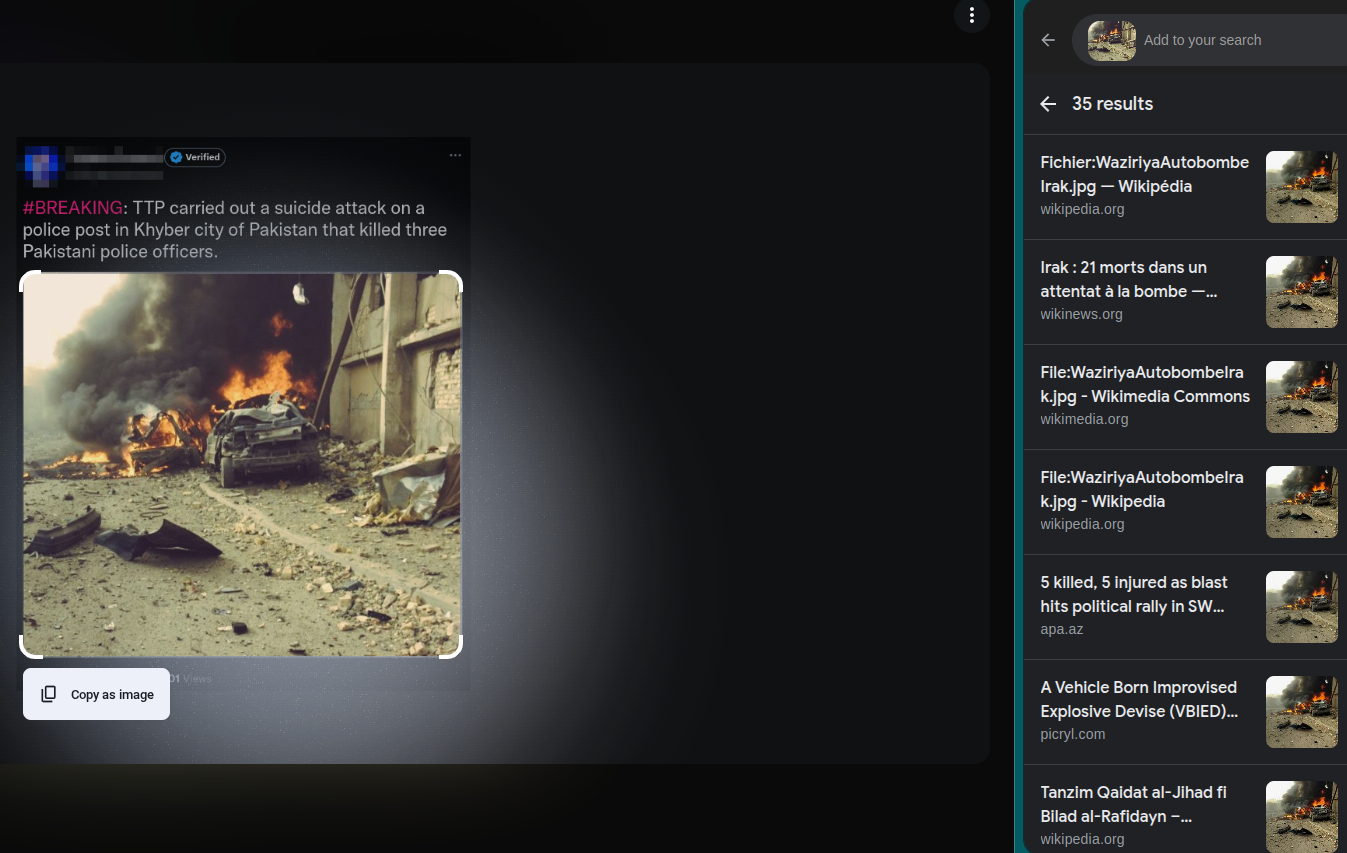 Verified
#BREAKING: TTP carried out a suicide attack on a
police post in Khyber city of Pakistan that killed three
Pakistani police officers.
01 Views
Copy as image
Add to your search
35 results
Fichier:WaziriyaAutobombe
Irak.jpg — Wikipédia
wikipedia.org
Irak : 21 morts dans un
attentat à la bombe —...
wikinews.org
File:WaziriyaAutobombeIra
k.jpg - Wikimedia Commons
wikimedia.org
File:WaziriyaAutobombeIra
k.jpg - Wikipedia
wikipedia.org
5 killed, 5 injured as blast
hits political rally in SW...
apa.az
A Vehicle Born Improvised
Explosive Devise (VBIED)...
picryl.com
Tanzim Qaidat al-Jihad fi
Bilad al-Rafidayn –...
wikipedia.org